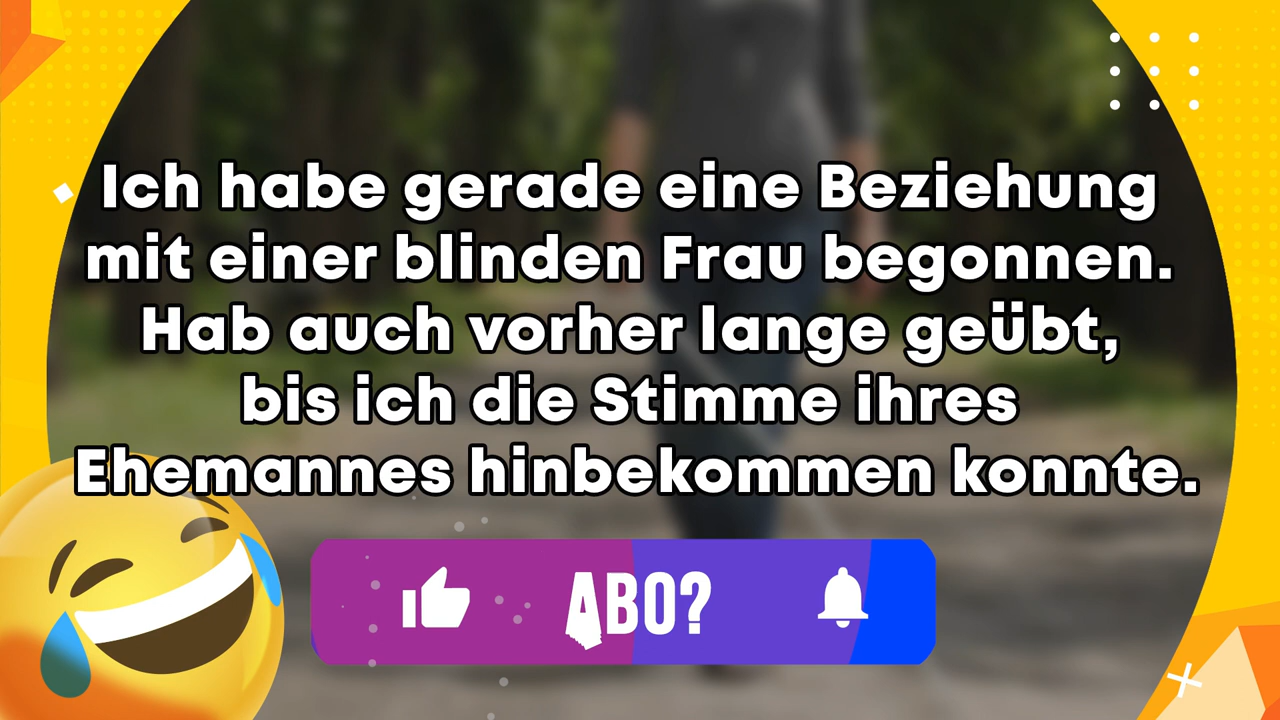 Ich habe gerade eine Beziehung
mit einer blinden Frau begonnen.
Hab auch vorher lange geübt,
bis ich die Stimme ihres
Ehemannes hinbekommen konnte.
ABO?